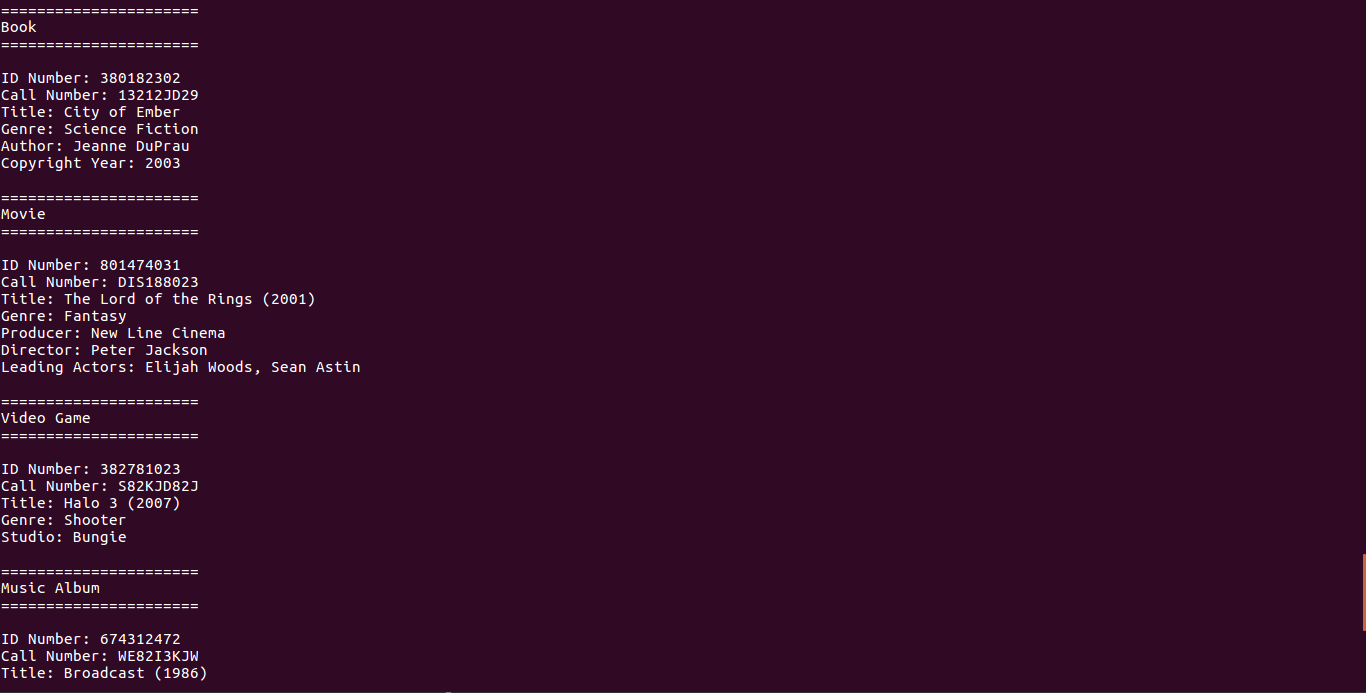 ======================
Book
======================
ID Number: 380182302
Call Number: 13212JD29
Title: City of Ember
Genre: Science Fiction
Author: Jeanne DuPrau
Copyright Year: 2003
======================
Movie
======================
ID Number: 801474031
Call Number: DIS188023
Title: The Lord of the Rings (2001)
Genre: Fantasy
Producer: New Line Cinema
Director: Peter Jackson
Leading Actors: Elijah Woods, Sean Astin
======================
Video Game
======================
ID Number: 382781023
Call Number: S82KJD82J
Title: Halo 3 (2007)
Genre: Shooter
Studio: Bungie
======================
Music Album
======================
ID Number: 674312472
Call Number: WE82I3KJW
Title: Broadcast (1986)